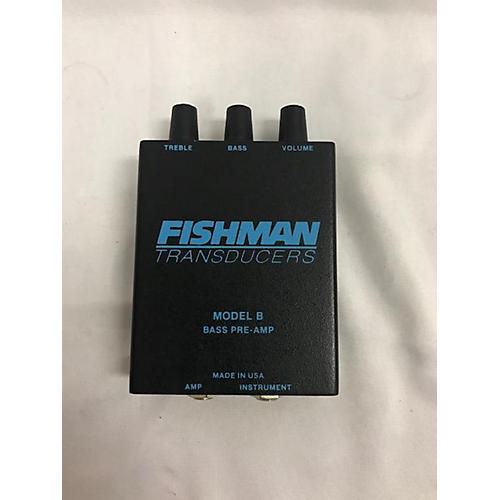 TREBLE BASS VOLUME
FISHMAN
TRANSDUCERS
MODEL B
BASS PRE-AMP
MADE IN USA
AMP INSTRUMENT